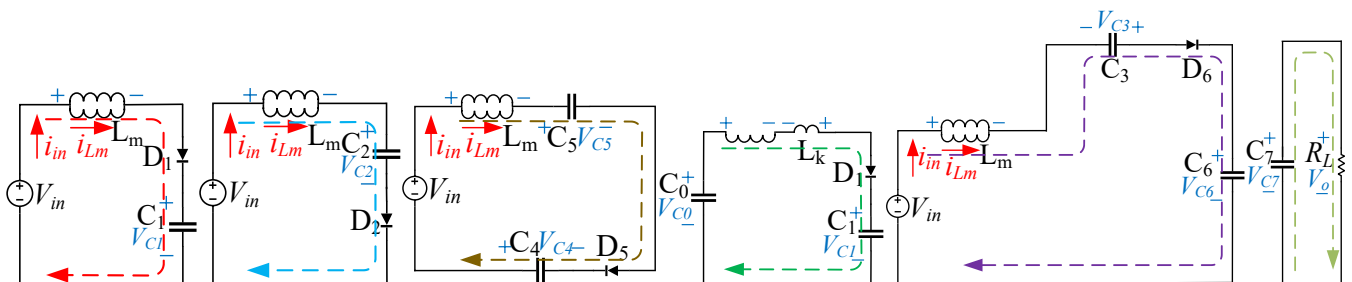 + −
i_in i_Lm L_m
D_1
V_in
C_1 +
V_C1 −
+ −
i_in i_Lm L_m
C_2 +
V_C2 −
D_2
V_in
+ −
i_in i_Lm L_m
+ C_5 V_C5 −
V_in
+ C_4 V_C4 −
D_5
+ − − +
L_k
C_0 +
V_C0 −
D_1
C_1 +
V_C1 −
− V_C3 +
C_3
D_6
+ −
i_in i_Lm L_m
V_in
C_6 +
V_C6 −
C_7 +
V_C7 −
R_L +
V_o −